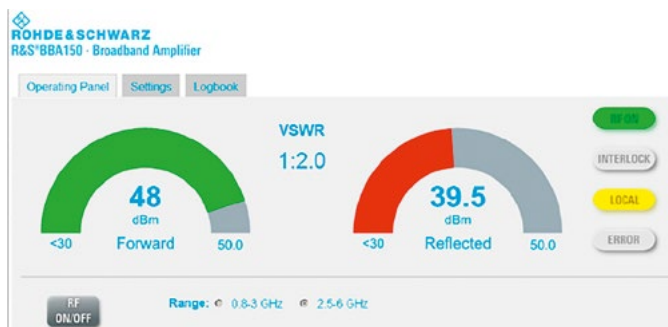 ROHDE & SCHWARZ
R&S®BBA150 · Broadband Amplifier
Operating Panel Settings Logbook
VSWR
1:2.0
48
dBm
Forward
<30
50.0
39.5
dBm
Reflected
<30
50.0
RF ON
INTERLOCK
LOCAL
ERROR
RF
ON/OFF
Range: 0.8-3 GHz 2.5-6 GHz